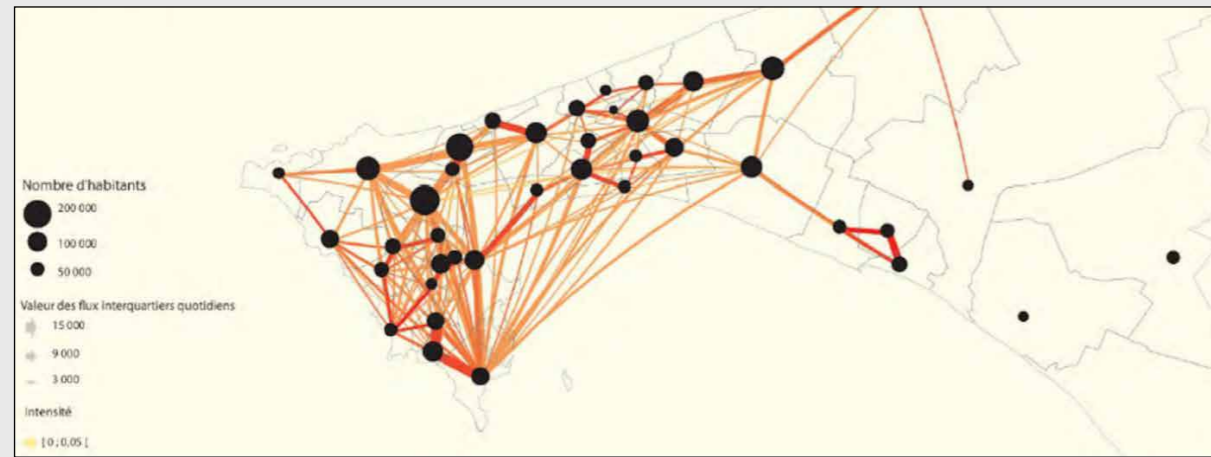 Nombre d'habitants
200 000
100 000
50 000
Valeur des flux interquartiers quotidiens
15 000
9 000
3 000
Intensité
[ 0 ; 0,05 [